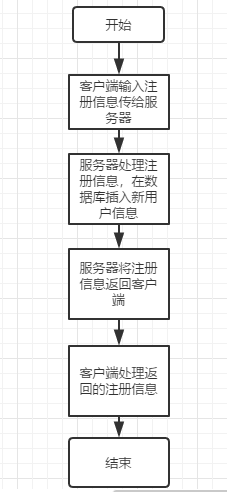 开始
客户端输入注
册信息传给服
务器
服务器处理注
册信息，在数
据库插入新用
户信息
服务器将注册
信息返回客户
端
客户端处理返
回的注册信息
结束